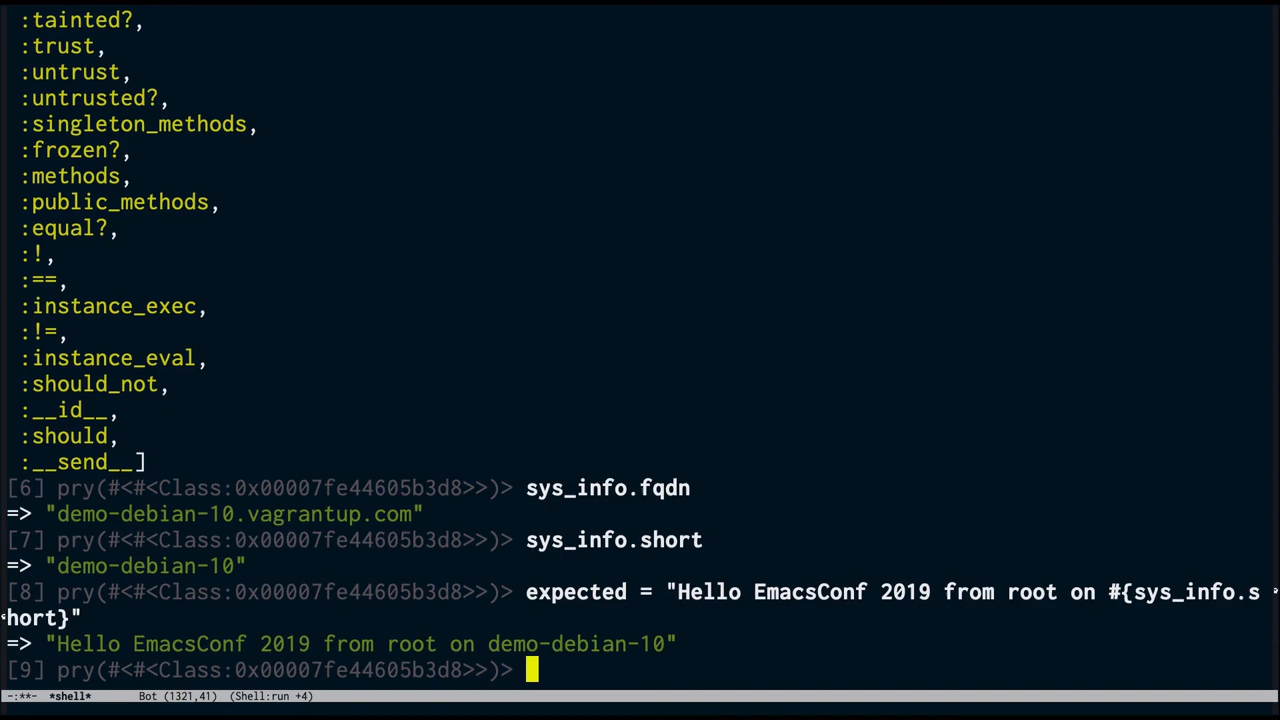 :tainted?,
:trust,
:untrust,
:untrusted?,
:singleton_methods,
:frozen?,
:methods,
:public_methods,
:equal?,
:!,
:==,
:instance_exec,
:!=,
:instance_eval,
:should_not,
:__id__,
:should,
:__send__]
[6] pry(#<#<Class:0x00007fe44605b3d8>>)> sys_info.fqdn
=> "demo-debian-10.vagrantup.com"
[7] pry(#<#<Class:0x00007fe44605b3d8>>)> sys_info.short
=> "demo-debian-10"
[8] pry(#<#<Class:0x00007fe44605b3d8>>)> expected = "Hello EmacsConf 2019 from root on #{sys_info.s
hort}"
=> "Hello EmacsConf 2019 from root on demo-debian-10"
[9] pry(#<#<Class:0x00007fe44605b3d8>>)>
-:**- *shell* Bot (1321,41) (Shell:run +4)